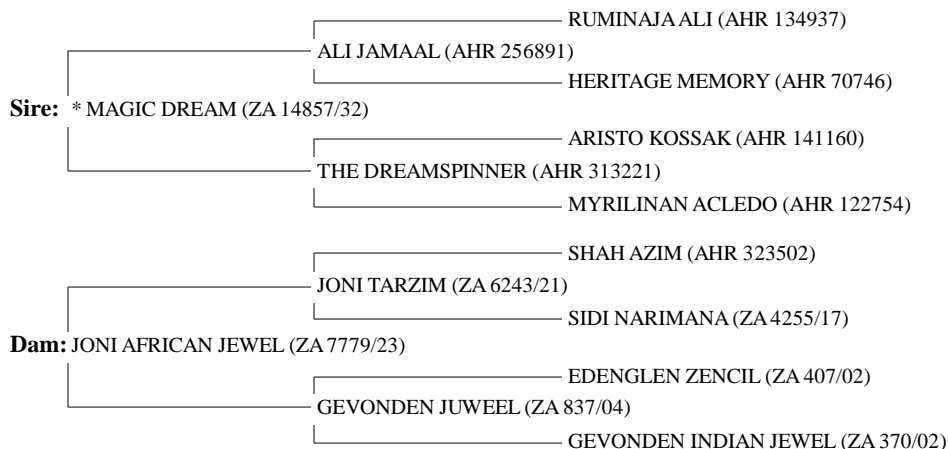 RUMINAJA ALI (AHR 134937)
ALI JAMAAL (AHR 256891)
HERITAGE MEMORY (AHR 70746)
Sire: * MAGIC DREAM (ZA 14857/32)
ARISTO KOSSAK (AHR 141160)
THE DREAMSPINNER (AHR 313221)
MYRILINAN ACLEDO (AHR 122754)
SHAH AZIM (AHR 323502)
JONI TARZIM (ZA 6243/21)
SIDI NARIMANA (ZA 4255/17)
Dam: JONI AFRICAN JEWEL (ZA 7779/23)
EDENGLEN ZENCIL (ZA 407/02)
GEVONDEN JUWEEL (ZA 837/04)
GEVONDEN INDIAN JEWEL (ZA 370/02)